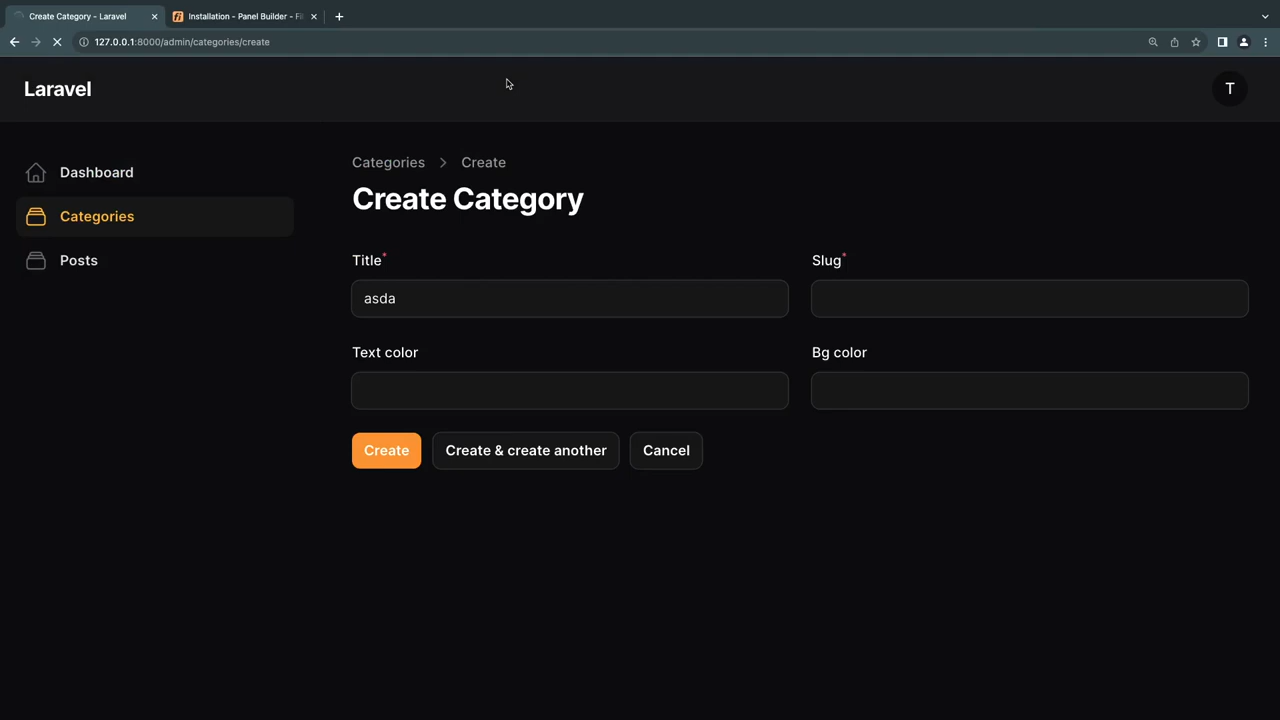 Create Category - Laravel
Installation - Panel Builder - Fil
127.0.0.1:8000/admin/categories/create
Laravel
T
Dashboard
Categories
Posts
Categories > Create
Create Category
Title*
Slug*
asda
Text color
Bg color
Create
Create & create another
Cancel